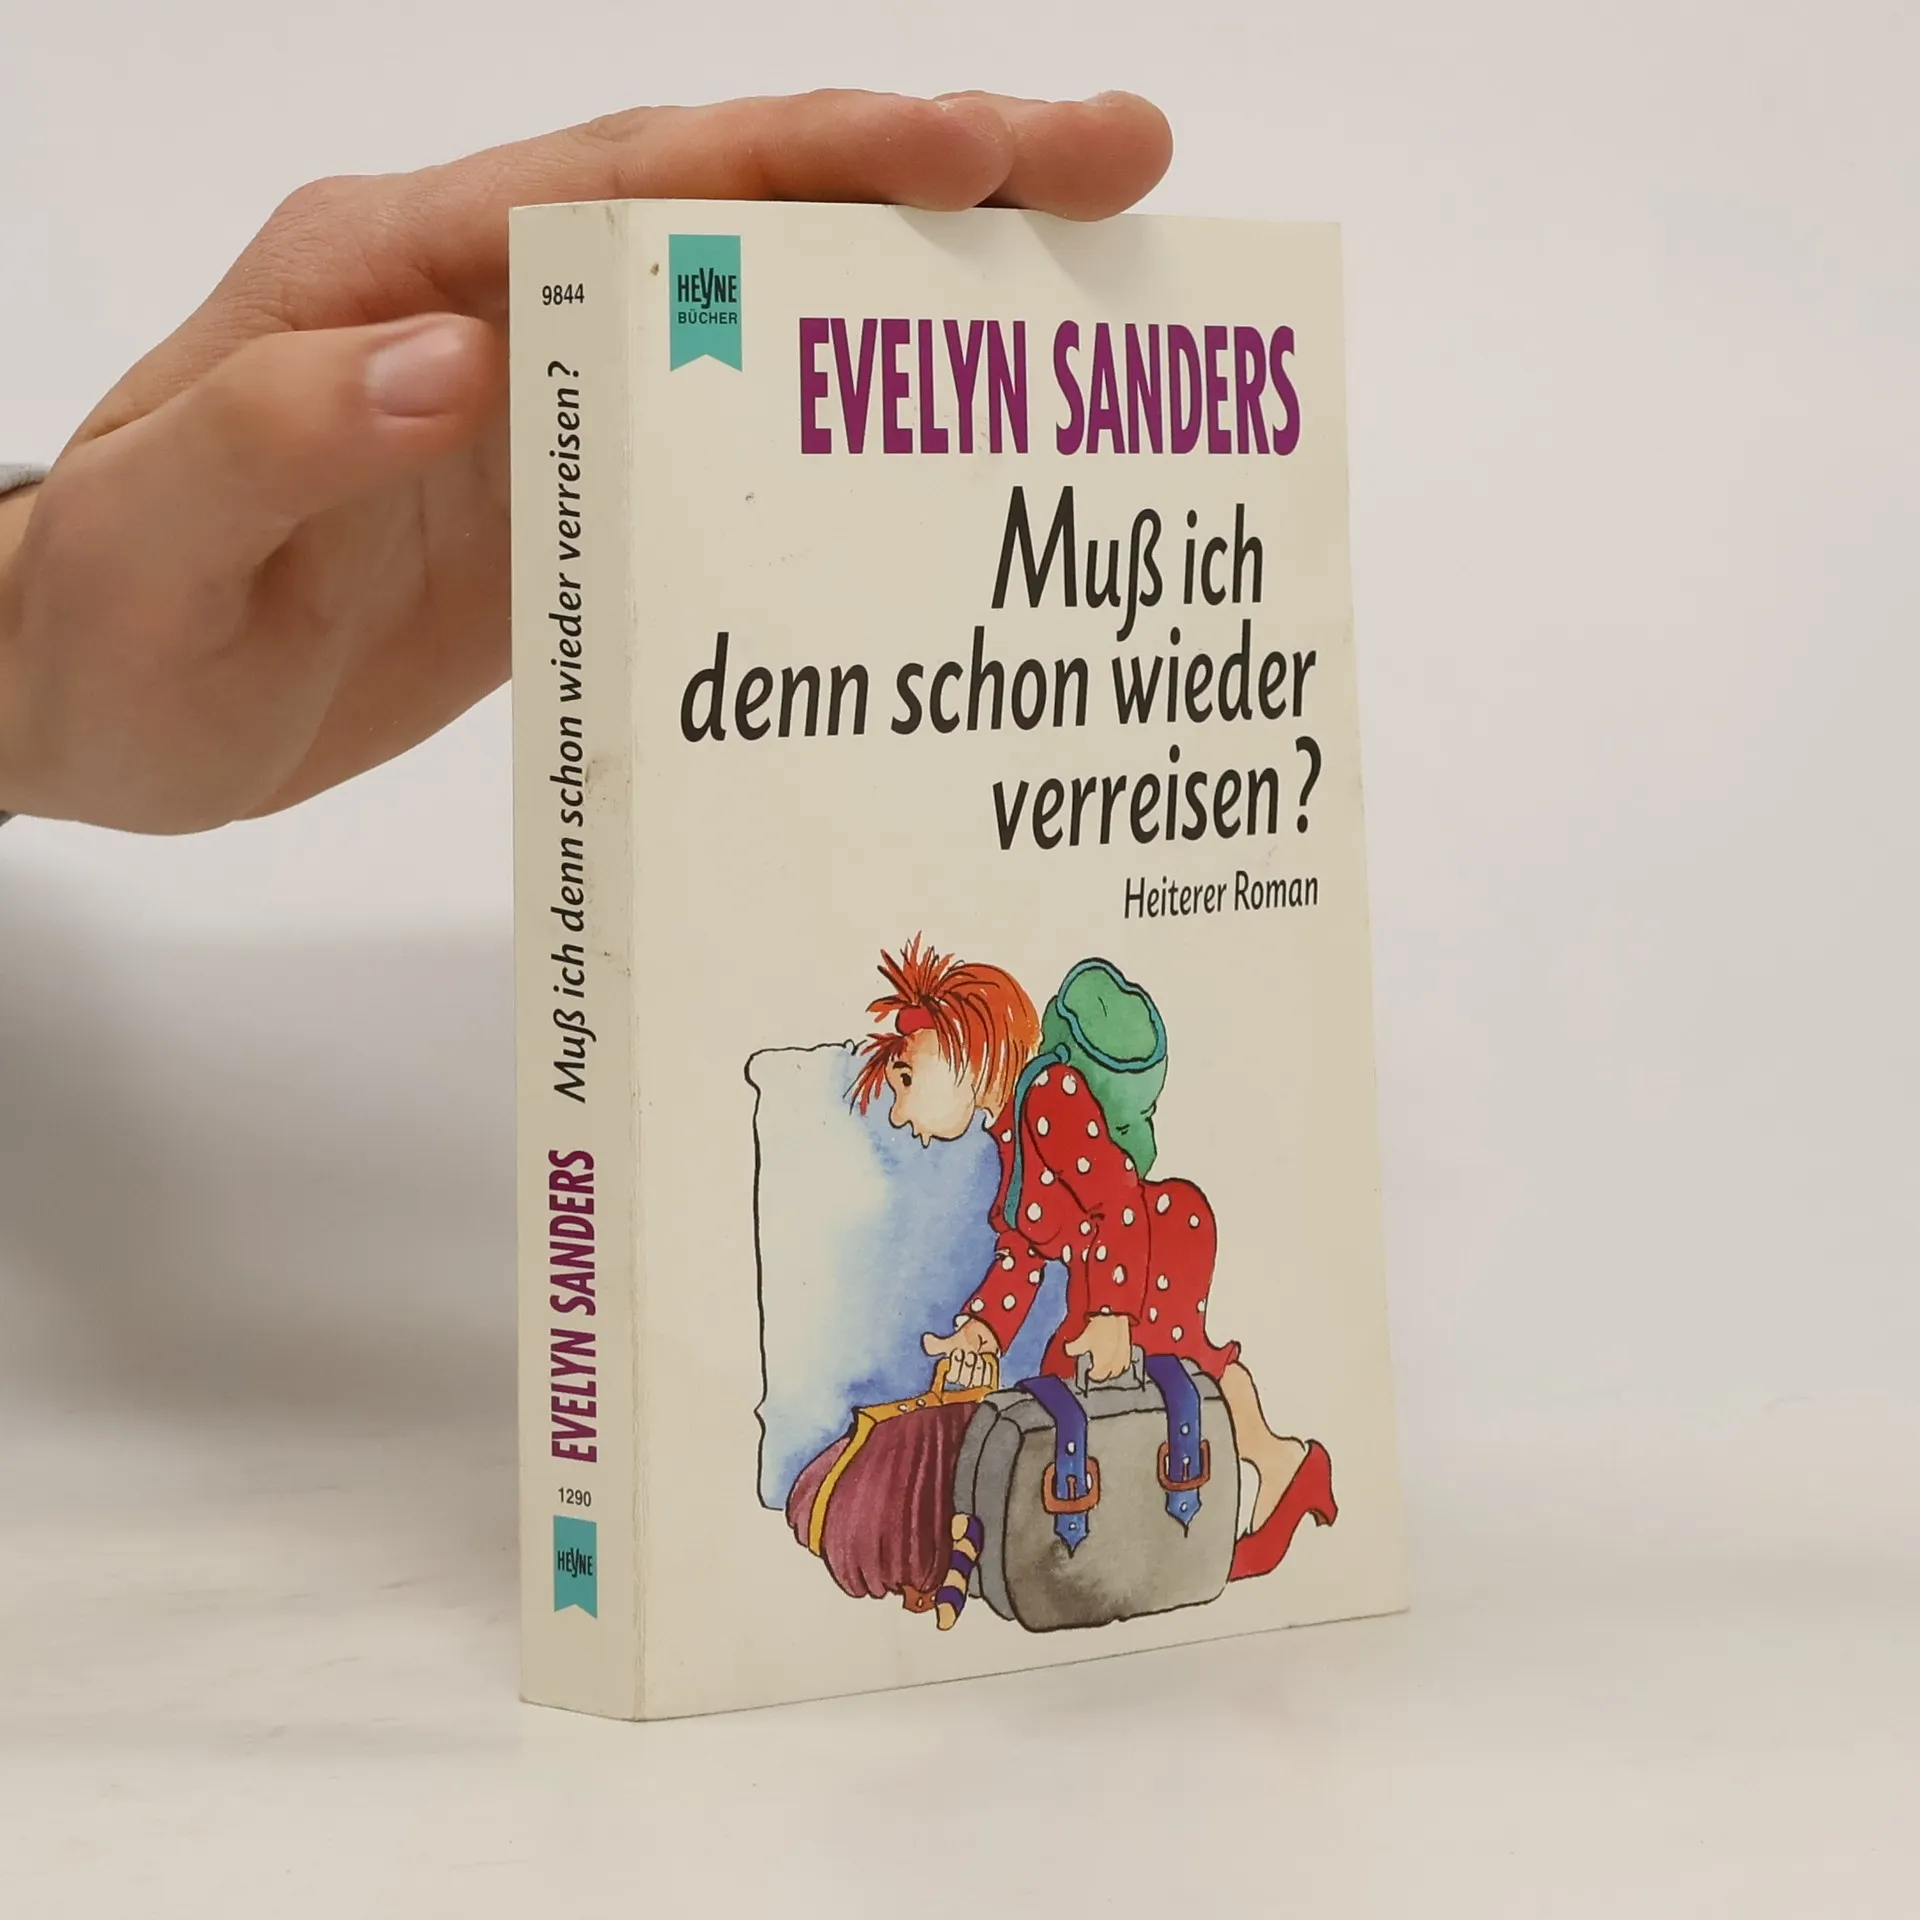 9844
Muß ich denn schon wieder verreisen?
EVELYN SANDERS
1290
HEYNE
HEYNE
BÜCHER
EVELYN SANDERS
Muß ich
denn schon wieder
verreisen?
Heiterer Roman